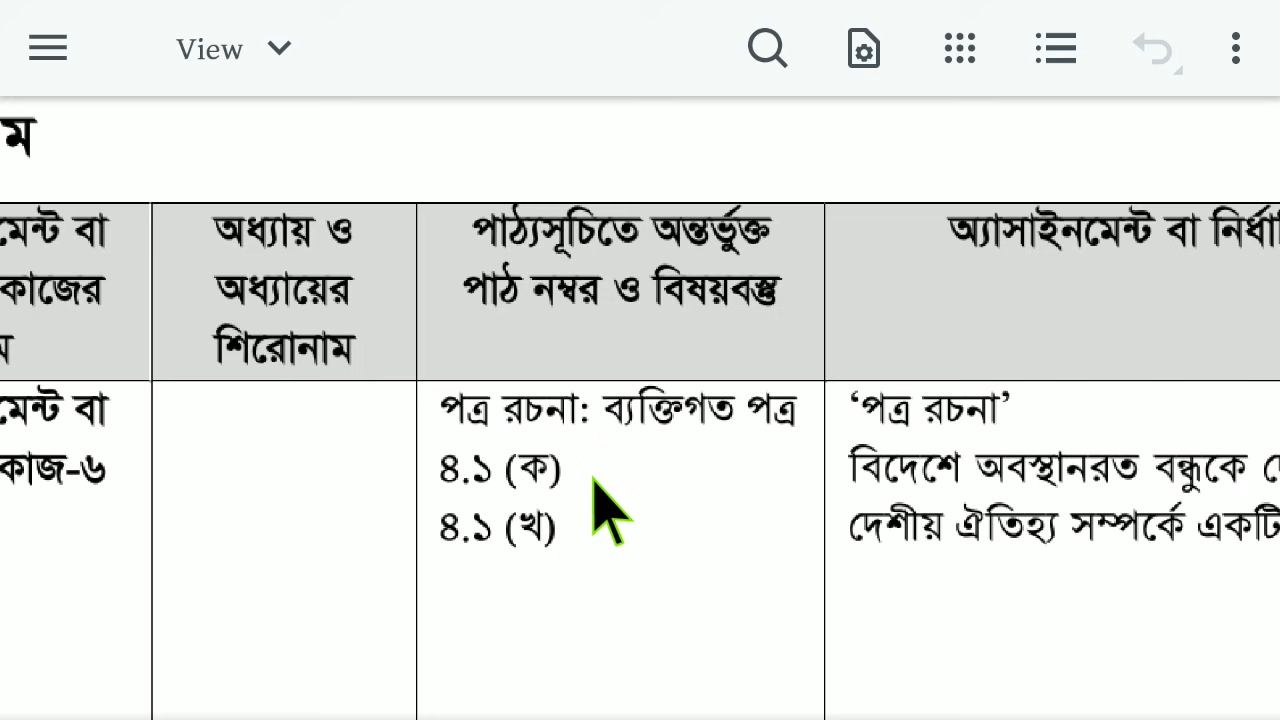 View
ম
মেন্ট বা
কাজের
অধ্যায় ও
অধ্যায়ের
শিরোনাম
পাঠ্যসূচিতে অন্তর্ভুক্ত
পাঠ নম্বর ও বিষয়বস্তু
অ্যাসাইনমেন্ট বা
মেন্ট বা
কাজ-৬
পত্র রচনা: ব্যক্তিগত পত্র
৪.১ (ক)
৪.১ (খ)
‘পত্র রচনা’
বিদেশে অবস্থানরত বন্ধুকে
দেশীয় ঐতিহ্য সম্পর্কে একটি